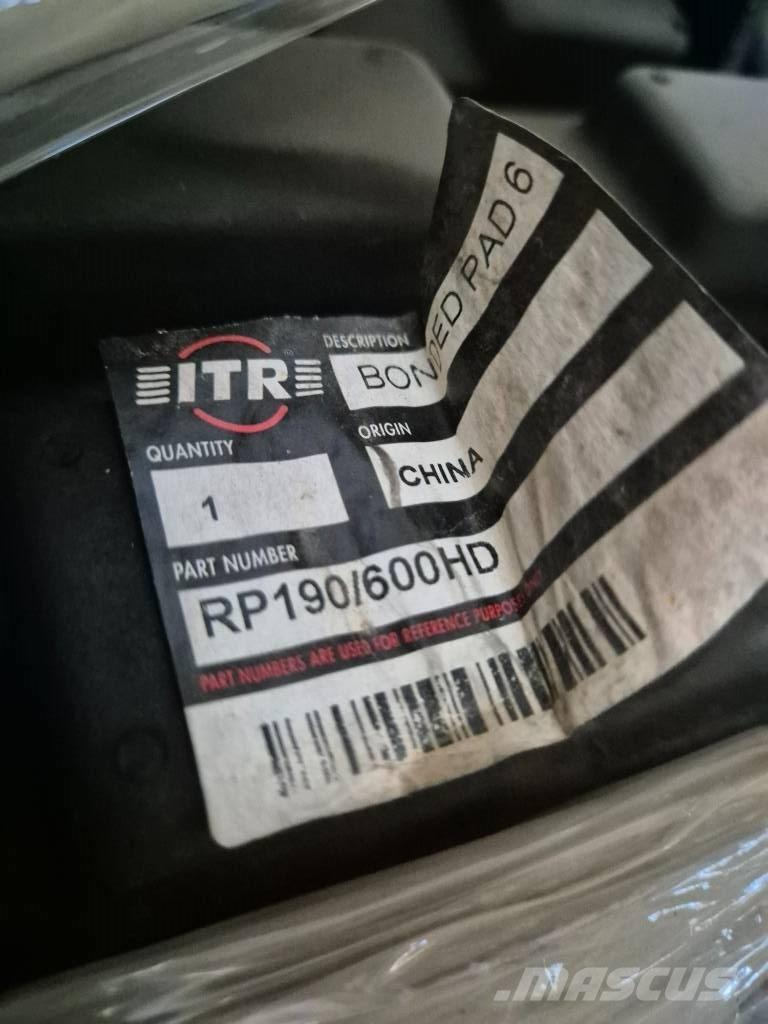 ITR
DESCRIPTION
BONDED PAD 6
QUANTITY
1
ORIGIN
CHINA
PART NUMBER
RP190/600HD
PART NUMBERS ARE USED FOR REFERENCE PURPOSES ONLY
MASCUS